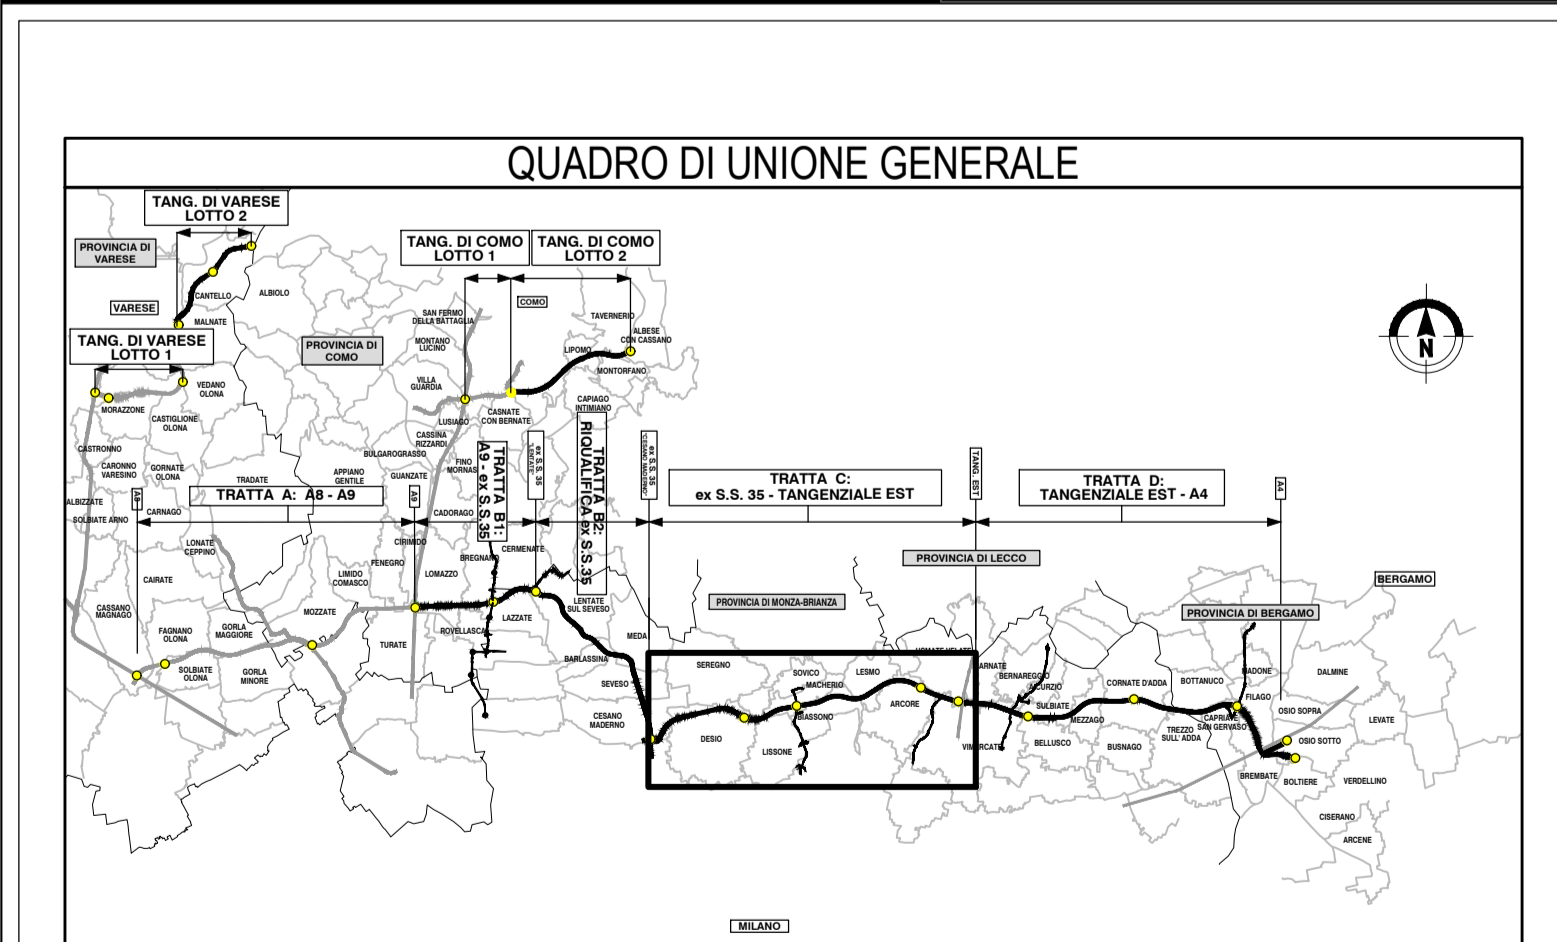 QUADRO DI UNIONE GENERALE
TANG. DI VARESE
LOTTO 2
PROVINCIA DI
VARESE
TANG. DI COMO
LOTTO 1
TANG. DI COMO
LOTTO 2
CANTELLO
ALBIOLO
VARESE
MALNATE
COMO
SAN FERMO
DELLA BATTAGLIA
TAVERNERIO
ALBESE
CON CASSANO
TANG. DI VARESE
LOTTO 1
PROVINCIA DI
COMO
MONTANO
LUCINO
LIPOMO
MONTORFANO
N
VEDANO
OLONA
VILLA
GUARDIA
MORAZZONE
CASTIGLIONE
OLONA
CAPIAGO
INTIMIANO
CASNATE
CON BERNATE
LUSIAGO
CASSINA
RIZZARDI
CASTRONNO
BULGAROGRASSO
CARONNO
VARESINO
GORNATE
OLONA
TRADATE
APPIANO
GENTILE
GUANZATE
FINO
MORNAS
TRATTA B1:
A9 - ex S.S.35
ex S.S. 35
"LENTATE"
TRATTA B2:
RIQUALIFICA ex S.S.35
ex S.S. 35
"CESANO MADERNO"
TRATTA C:
ex S.S. 35 - TANGENZIALE EST
TANG. EST
TRATTA D:
TANGENZIALE EST - A4
A4
ALBIZZATE
A8
TRATTA A: A8 - A9
A9
SOLBIATE ARNO
CARNAGO
CADORAGO
LONATE
CEPPINO
CIRIMIDO
FENEGRO
BREGNANO
CERMENATE
PROVINCIA DI LECCO
CAIRATE
LIMIDO
COMASCO
LOMAZZO
BERGAMO
CASSANO
MAGNAGO
MOZZATE
LENTATE
SUL SEVESO
PROVINCIA DI MONZA-BRIANZA
PROVINCIA DI BERGAMO
FAGNANO
OLONA
GORLA
MAGGIORE
ROVELLASCA
LAZZATE
MEDA
TURATE
BARLASSINA
SEREGNO
USMATE VELATE
ARNATE
SOLBIATE
OLONA
GORLA
MINORE
SEVESO
SOVICO
MACHERIO
LESMO
BERNAREGGIO
AICURZIO
CORNATE D'ADDA
BOTTANUCO
MADONE
DALMINE
FILAGO
CESANO
MADERNO
BIASSONO
ARCORE
SULBIATE
MEZZAGO
OSIO SOPRA
CAPRIATE
SAN GERVASO
LEVATE
DESIO
LISSONE
VIMERCATE
BELLUSCO
BUSNAGO
TREZZO
SULL' ADDA
OSIO SOTTO
BREMBATE
BOLTIERE
VERDELLINO
CISERANO
ARCENE
MILANO